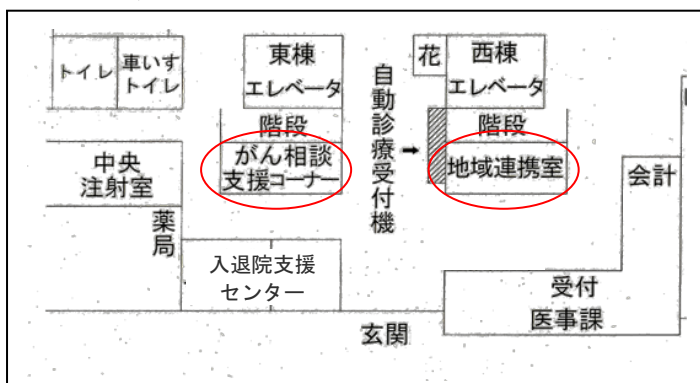 トイレ
車いす
トイレ
東棟
エレベータ
花
西棟
エレベータ
自動診療受付機
→
階段
階段
中央
注射室
がん相談
支援コーナー
地域連携室
会計
薬局
入退院支援
センター
受付
医事課
玄関